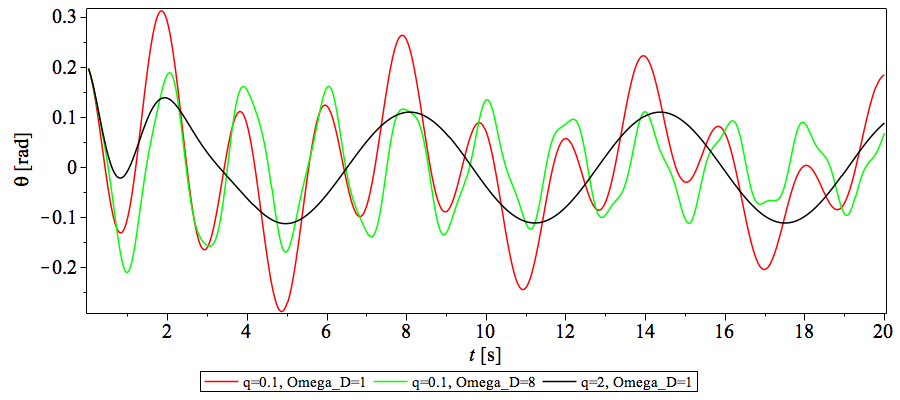 0.3
0.2
0.1
0
−0.1
−0.2
θ [rad]
2 4 6 8 10 12 14 16 18 20
t [s]
q=0.1, Omega_D=1 q=0.1, Omega_D=8 q=2, Omega_D=1